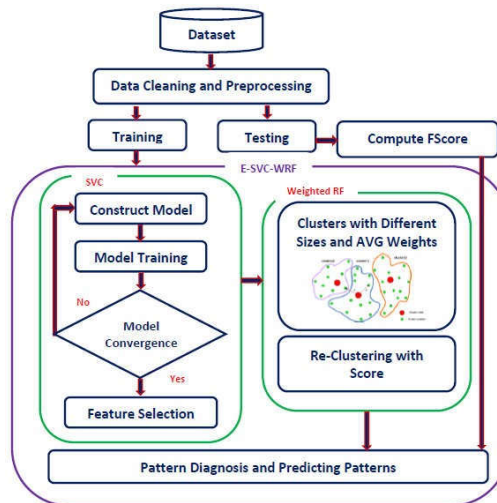 Dataset
Data Cleaning and Preprocessing
Training
Testing
Compute FScore
E-SVC-WRF
SVC
Construct Model
Model Training
No
Model
Convergence
Yes
Feature Selection
Weighted RF
Clusters with Different
Sizes and AVG Weights
Re-Clustering with
Score
Pattern Diagnosis and Predicting Patterns